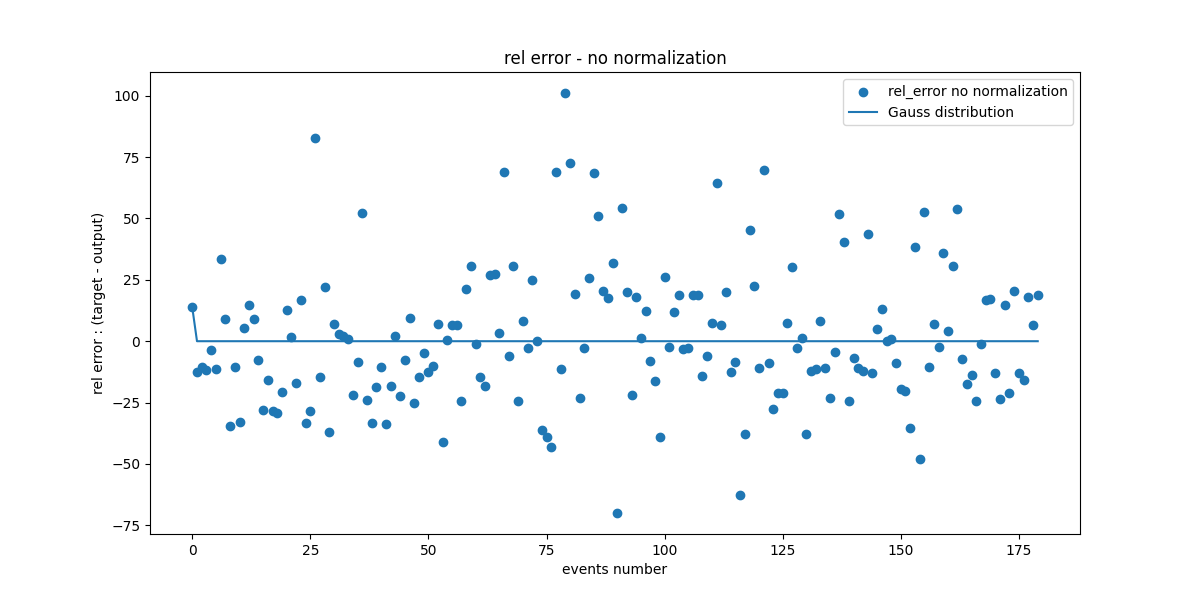 rel error - no normalization
rel_error no normalization
Gauss distribution
100
75
50
25
0
−25
−50
−75
rel error : (target - output)
0 25 50 75 100 125 150 175
events number